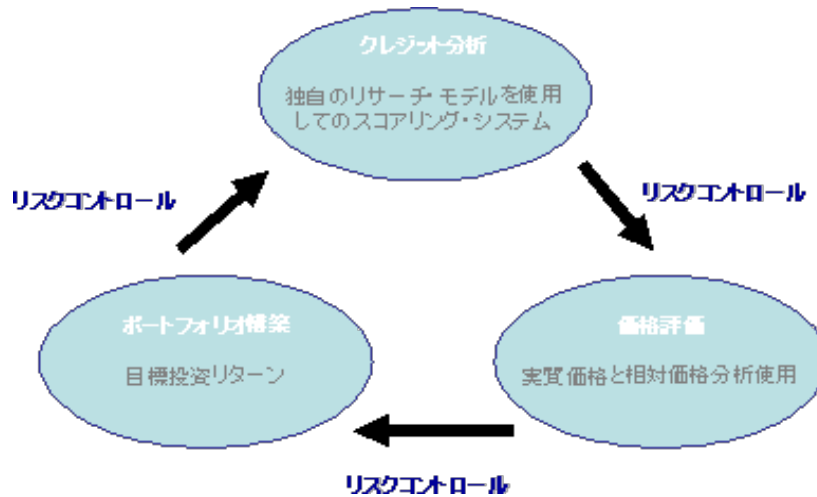 クレジット分析
独自のリサーチ・モデルを使用
してのスコアリング・システム
リスクコントロール
リスクコントロール
ポートフォリオ構築
目標投資リターン
価格評価
実質価格と相対価格分析使用
リスクコントロール